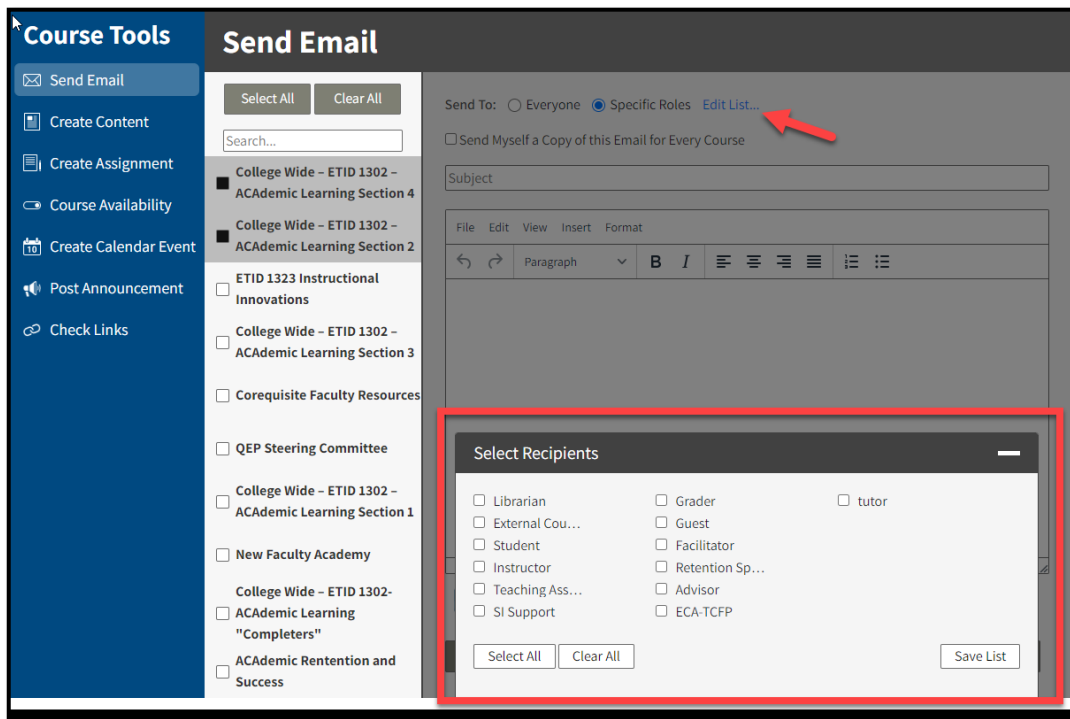 Course Tools
Send Email
Create Content
Create Assignment
Course Availability
10
Create Calendar Event
Post Announcement
Check Links
Send Email
Select All Clear All
Search...
College Wide – ETID 1302 –
ACAdemic Learning Section 4
College Wide – ETID 1302 –
ACAdemic Learning Section 2
ETID 1323 Instructional
Innovations
College Wide – ETID 1302 –
ACAdemic Learning Section 3
Corequisite Faculty Resources
QEP Steering Committee
College Wide – ETID 1302 –
ACAdemic Learning Section 1
New Faculty Academy
College Wide – ETID 1302-
ACAdemic Learning
"Completers"
ACAdemic Rentention and
Success
Send To: Everyone Specific Roles Edit List...
Send Myself a Copy of this Email for Every Course
Subject
File Edit View Insert Format
Paragraph B I
Select Recipients
Librarian Grader tutor
External Cou... Guest
Student Facilitator
Instructor Retention Sp...
Teaching Ass... Advisor
SI Support ECA-TCFP
Select All Clear All Save List